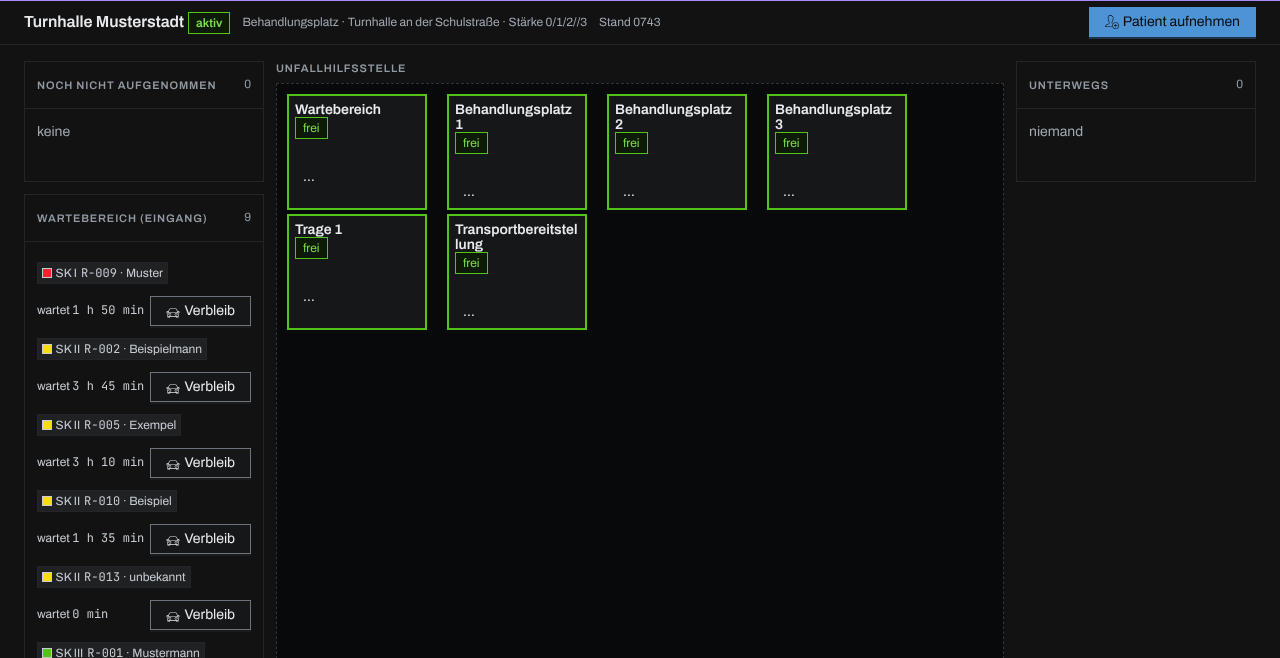 Turnhalle Musterstadt aktiv Behandlungsplatz · Turnhalle an der Schulstraße · Stärke 0/1/2//3 Stand 0743 Patient aufnehmen
NOCH NICHT AUFGENOMMEN 0
keine
WARTEBEREICH (EINGANG) 9
SK I R-009 · Muster
wartet 1 h 50 min Verbleib
SK II R-002 · Beispielmann
wartet 3 h 45 min Verbleib
SK II R-005 · Exempel
wartet 3 h 10 min Verbleib
SK II R-010 · Beispiel
wartet 1 h 35 min Verbleib
SK II R-013 · unbekannt
wartet 0 min Verbleib
SK III R-001 · Mustermann
UNFALLHILFSSTELLE
Wartebereich
frei
...
Behandlungsplatz
1
frei
...
Behandlungsplatz
2
frei
...
Behandlungsplatz
3
frei
...
Trage 1
frei
...
Transportbereitstel
lung
frei
...
UNTERWEGS 0
niemand